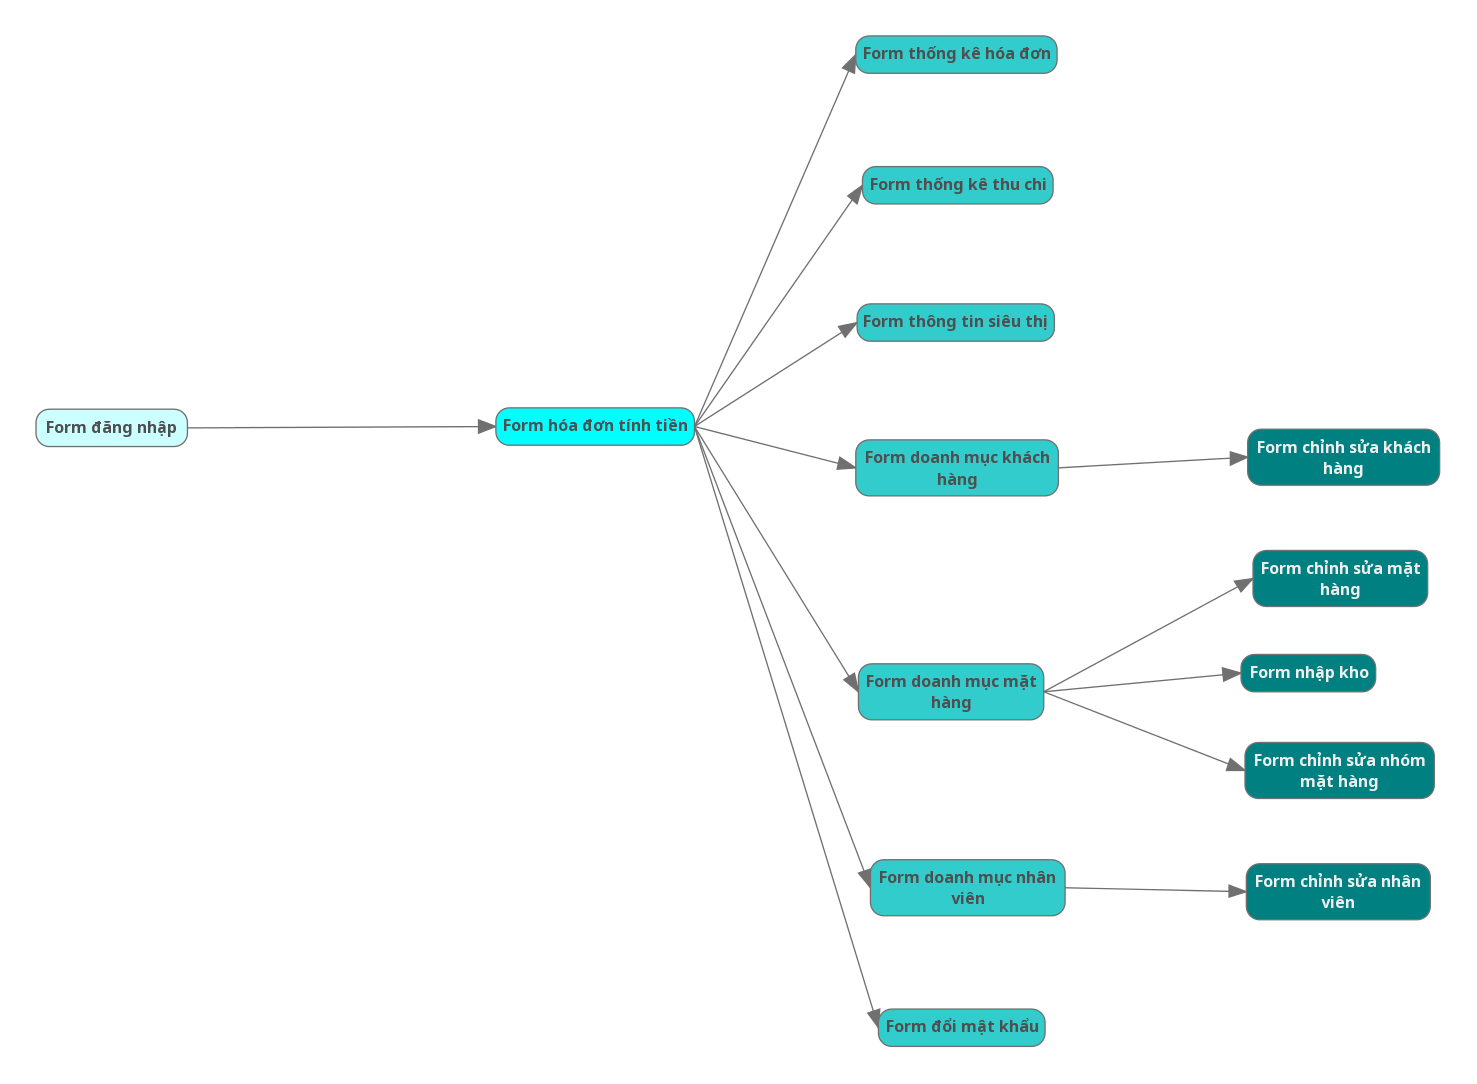 Form đăng nhập
Form hóa đơn tính tiền
Form thống kê hóa đơn
Form thống kê thu chi
Form thông tin siêu thị
Form doanh mục khách
hàng
Form doanh mục mặt
hàng
Form doanh mục nhân
viên
Form đổi mật khẩu
Form chỉnh sửa khách
hàng
Form chỉnh sửa mặt
hàng
Form nhập kho
Form chỉnh sửa nhóm
mặt hàng
Form chỉnh sửa nhân
viên